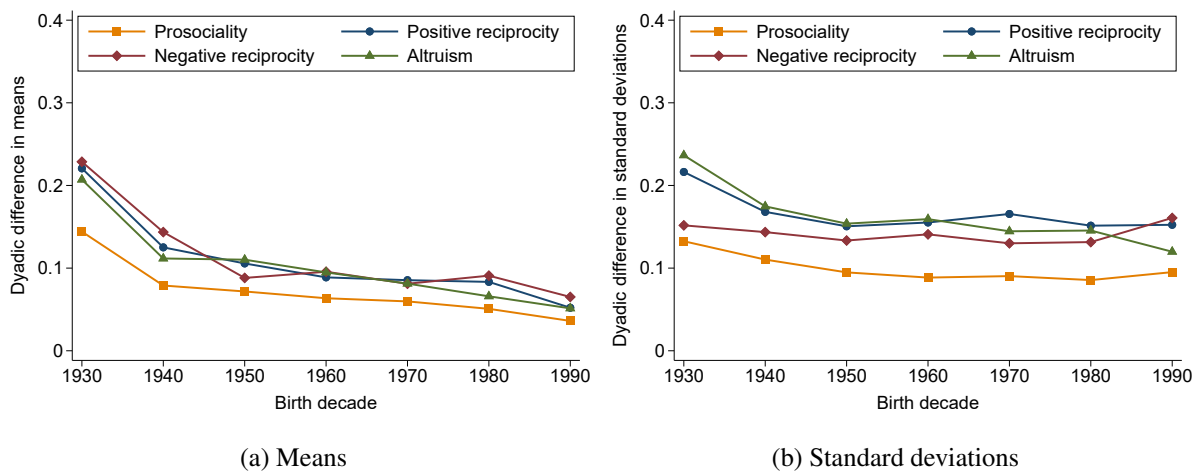 0.4
0.3
0.2
0.1
0
Dyadic difference in means
Prosociality
Positive reciprocity
Negative reciprocity
Altruism
1930 1940 1950 1960 1970 1980 1990
Birth decade
(a) Means
0.4
0.3
0.2
0.1
0
Dyadic difference in standard deviations
Prosociality
Positive reciprocity
Negative reciprocity
Altruism
1930 1940 1950 1960 1970 1980 1990
Birth decade
(b) Standard deviations